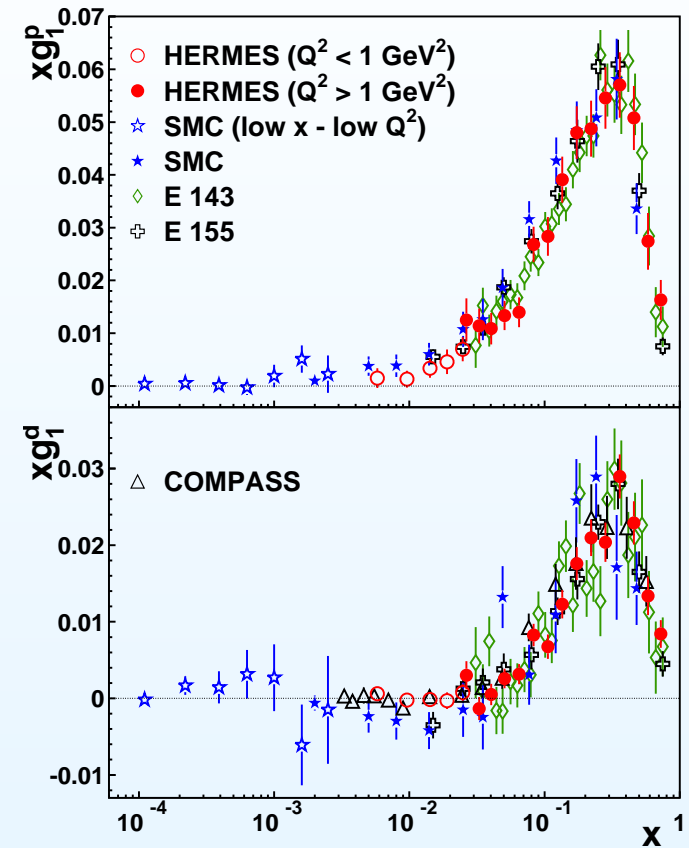 xg₁ᵖ
0.07
0.06
0.05
0.04
0.03
0.02
0.01
0
HERMES (Q² < 1 GeV²)
HERMES (Q² > 1 GeV²)
SMC (low x - low Q²)
SMC
E 143
E 155
xg₁ᵈ
0.03
0.02
0.01
0
-0.01
COMPASS
10⁻⁴
10⁻³
10⁻²
10⁻¹
1
x